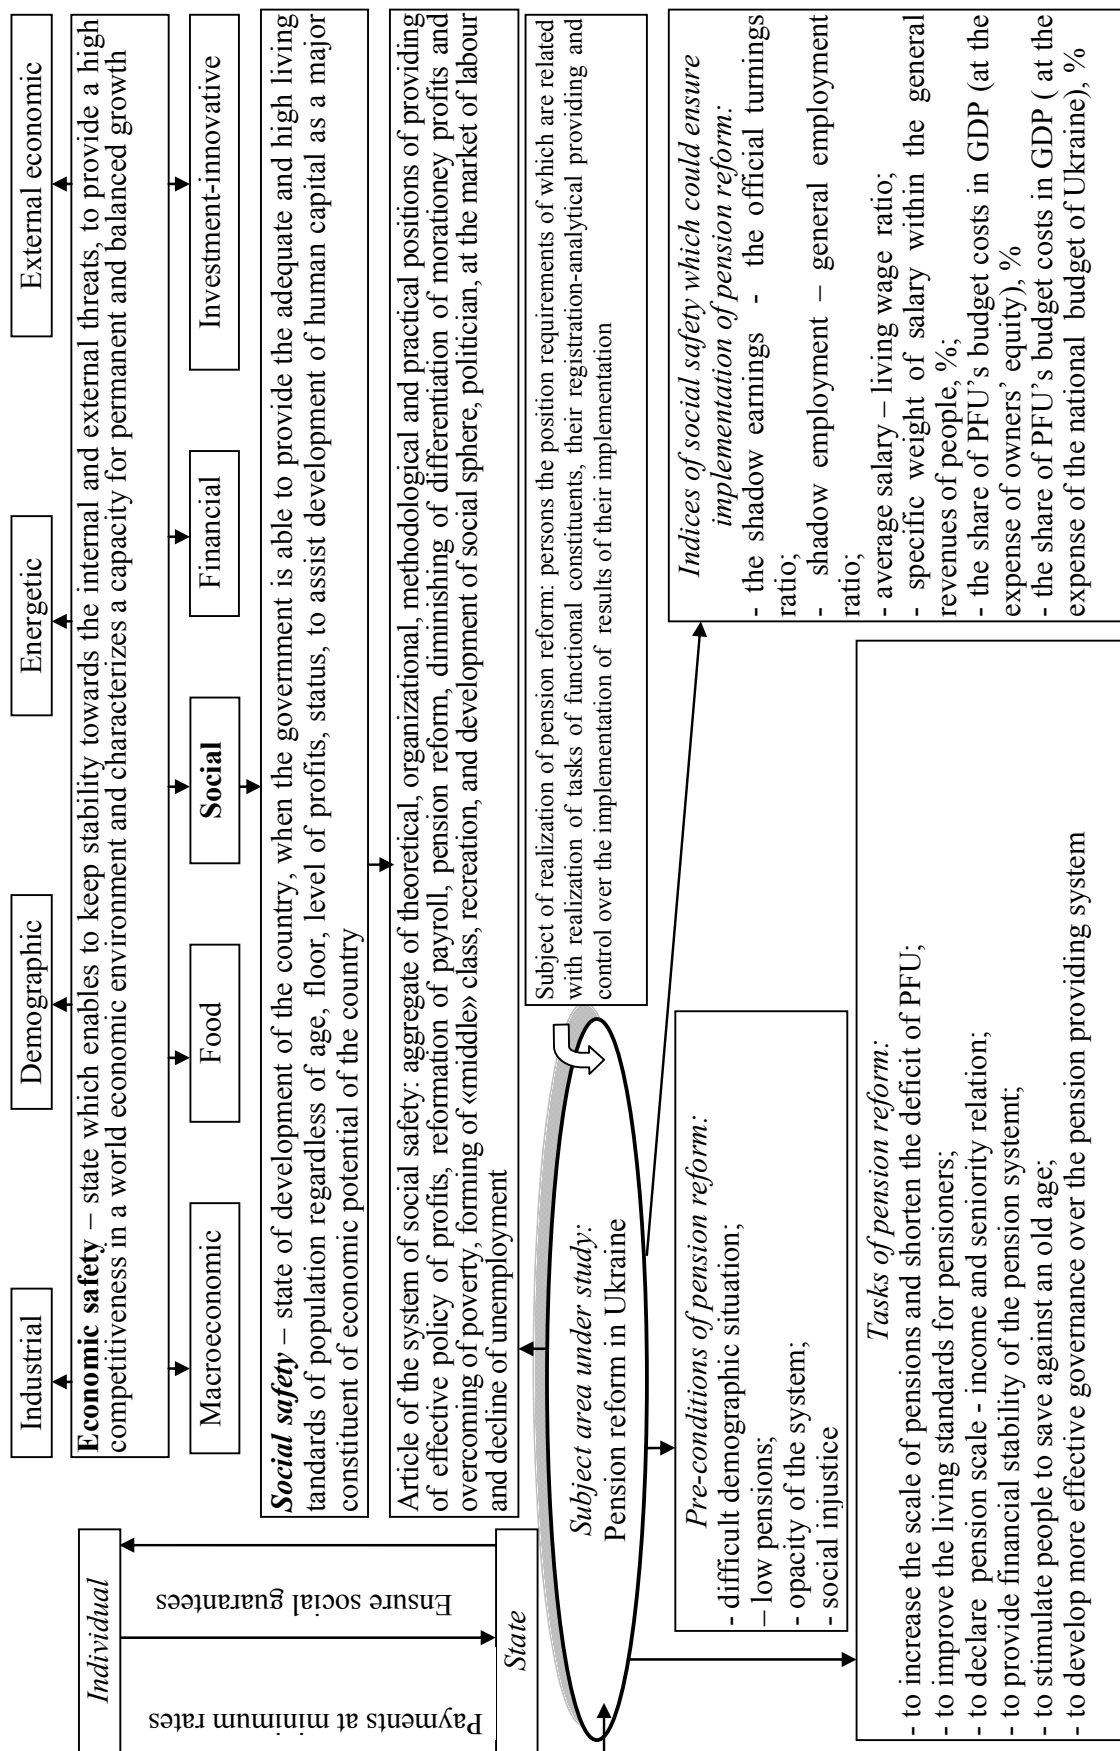 Industrial
Demographic
Energetic
External economic
Economic safety – state which enables to keep stability towards the internal and external threats, to provide a high
competitiveness in a world economic environment and characterizes a capacity for permanent and balanced growth
Macroeconomic
Food
Social
Financial
Investment-innovative
Social safety – state of development of the country, when the government is able to provide the adequate and high living
tandards of population regardless of age, floor, level of profits, status, to assist development of human capital as a major
constituent of economic potential of the country
Article of the system of social safety: aggregate of theoretical, organizational, methodological and practical positions of providing
of effective policy of profits, reformation of payroll, pension reform, diminishing of differentiation of morationey profits and
overcoming of poverty, forming of «middle» class, recreation, and development of social sphere, politician, at the market of labour
and decline of unemployment
Individual
Ensure social guarantees
Payments at minimum rates
State
Subject area under study:
Pension reform in Ukraine
Subject of realization of pension reform: persons the position requirements of which are related
with realization of tasks of functional constituents, their registration-analytical providing and
control over the implementation of results of their implementation
Pre-conditions of pension reform:
- difficult demographic situation;
– low pensions;
- opacity of the system;
- social injustice
Indices of social safety which could ensure
implementation of pension reform:
- the shadow earnings - the official turnings
ratio;
- shadow employment – general employment
ratio;
- average salary – living wage ratio;
- specific weight of salary within the general
revenues of people, %;
- the share of PFU's budget costs in GDP (at the
expense of owners' equity), %
- the share of PFU's budget costs in GDP ( at the
expense of the national budget of Ukraine), %
Tasks of pension reform:
- to increase the scale of pensions and shorten the deficit of PFU;
- to improve the living standards for pensioners;
- to declare pension scale - income and seniority relation;
- to provide financial stability of the pension systemt;
- to stimulate people to save against an old age;
- to develop more effective governance over the pension providing system